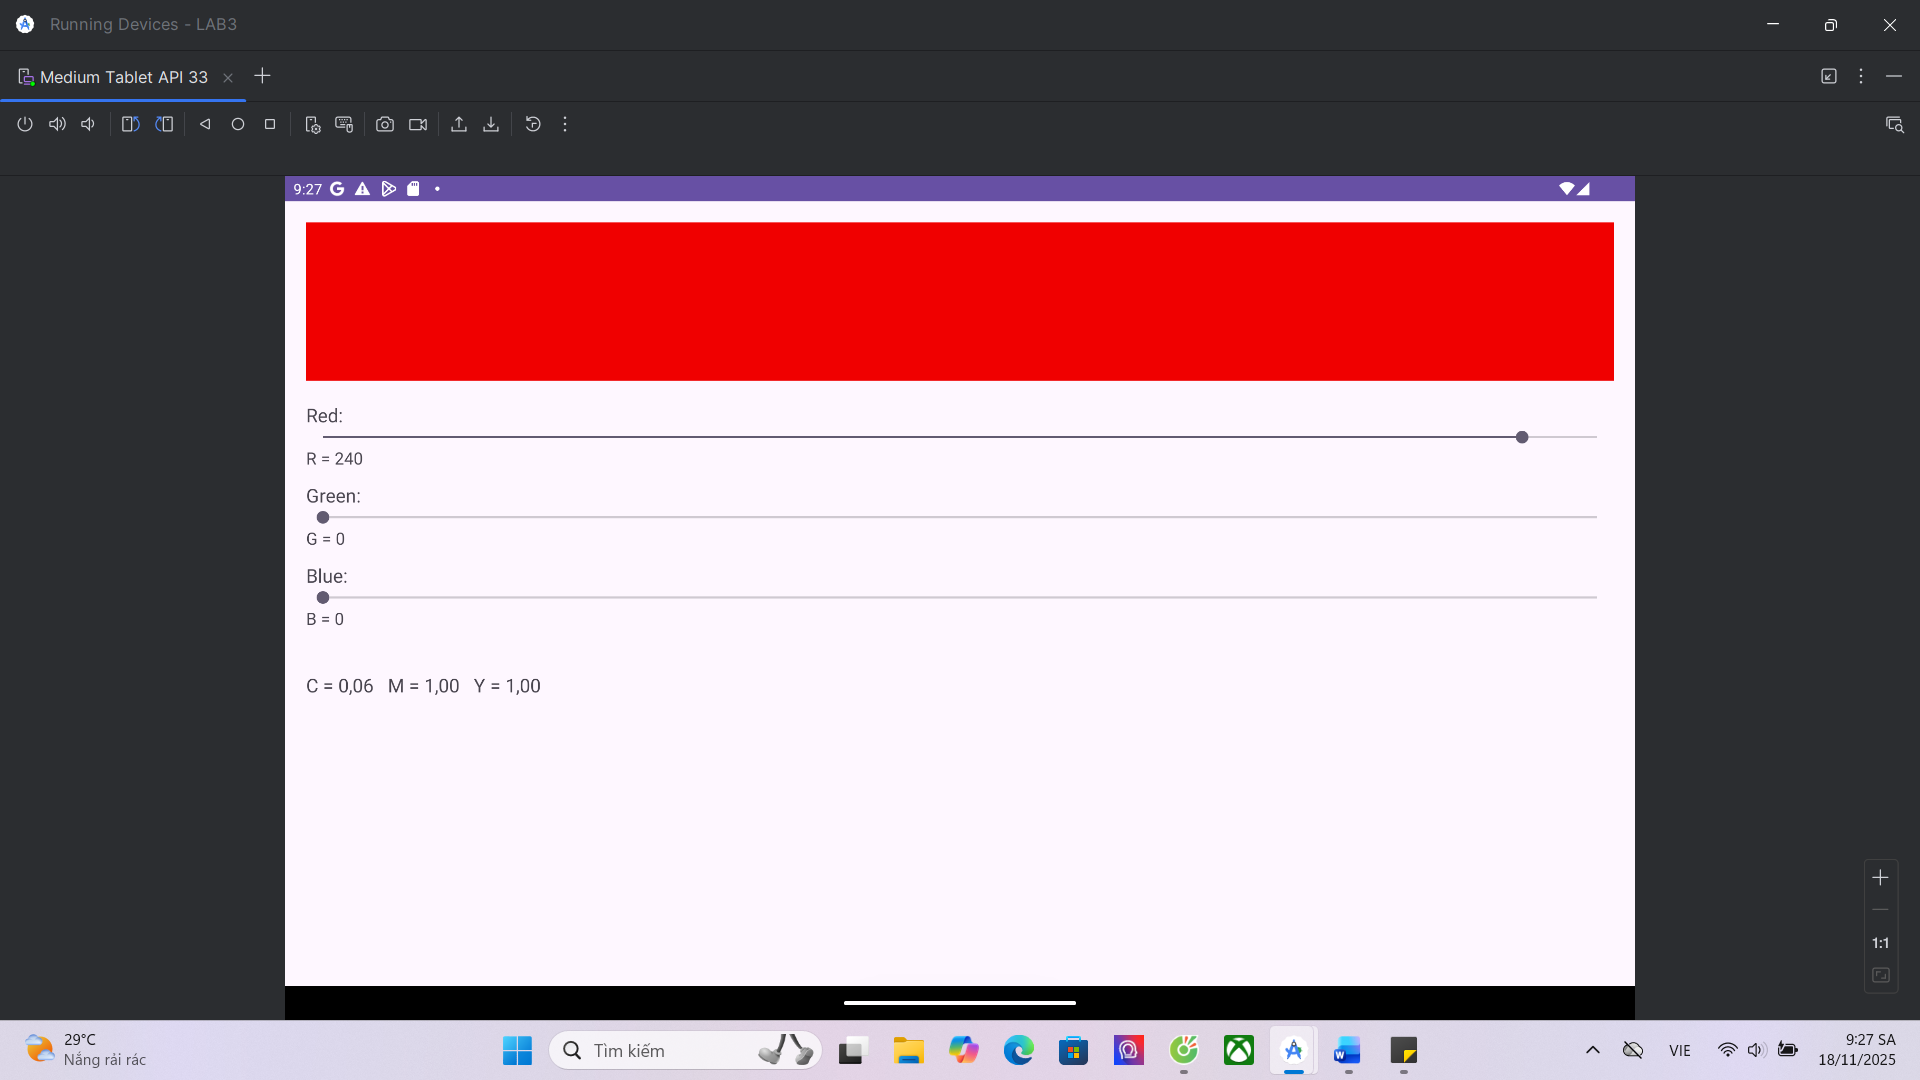 Running Devices - LAB3
Medium Tablet API 33
9:27
Red:
R = 240
Green:
G = 0
Blue:
B = 0
C = 0,06 M = 1,00 Y = 1,00
1:1
29°C
Nắng rải rác
Tìm kiếm
VIE
9:27 SA
18/11/2025